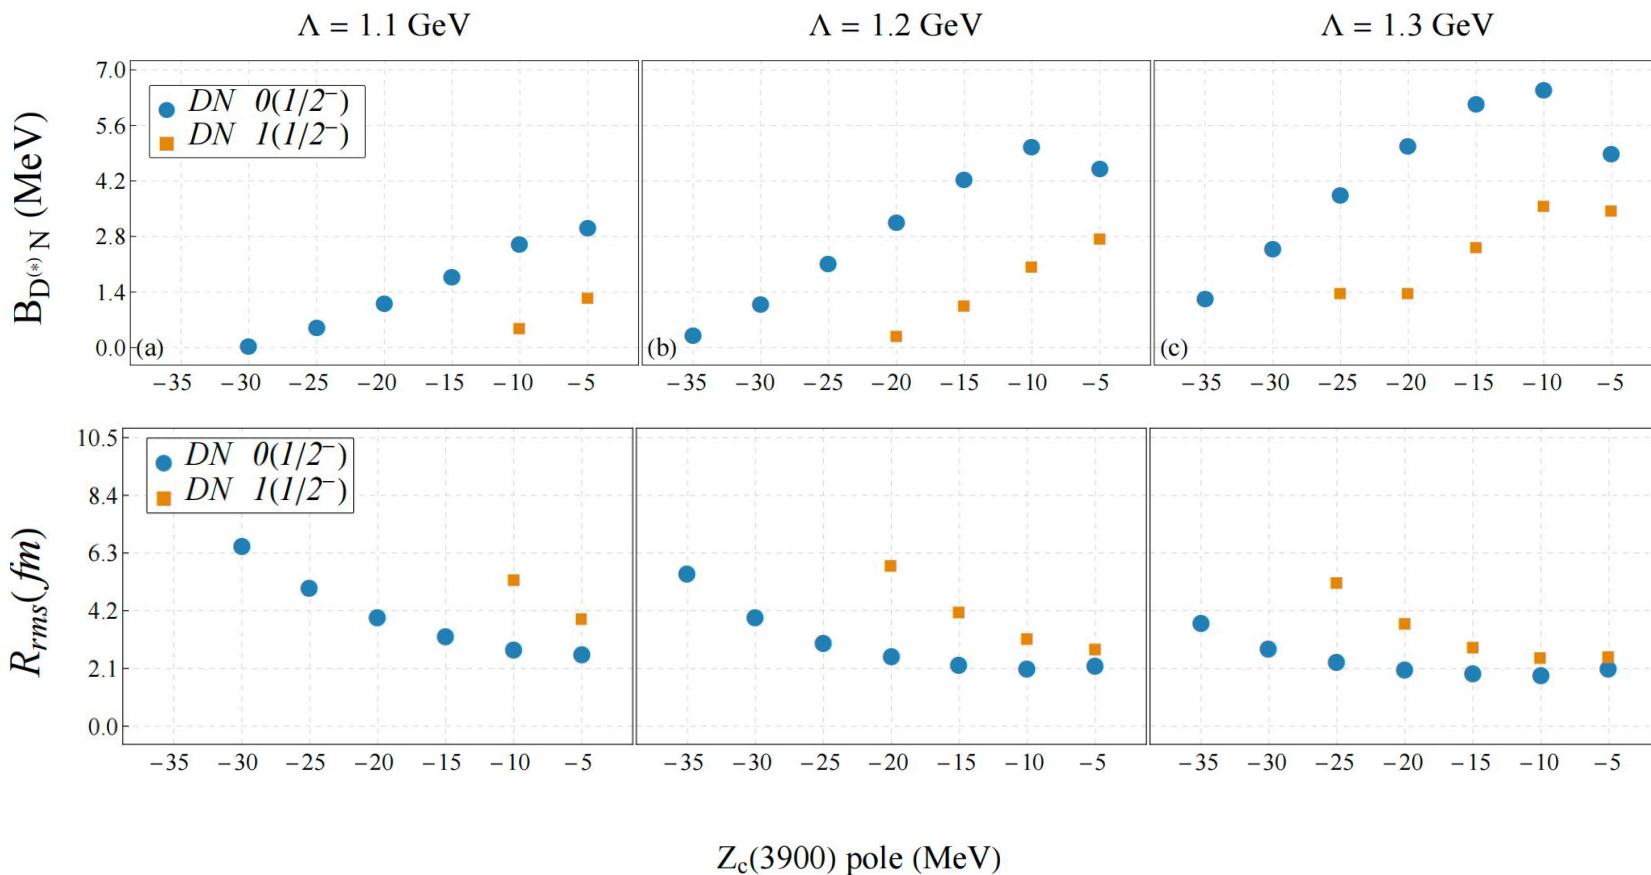 Λ = 1.1 GeV Λ = 1.2 GeV Λ = 1.3 GeV
B_{D^{(*)} N} (MeV)
7.0
5.6
4.2
2.8
1.4
0.0
DN 0(1/2⁻)
DN 1(1/2⁻)
(a) (b) (c)
−35 −30 −25 −20 −15 −10 −5 −35 −30 −25 −20 −15 −10 −5 −35 −30 −25 −20 −15 −10 −5
R_{rms}(fm)
10.5
8.4
6.3
4.2
2.1
0.0
DN 0(1/2⁻)
DN 1(1/2⁻)
−35 −30 −25 −20 −15 −10 −5 −35 −30 −25 −20 −15 −10 −5 −35 −30 −25 −20 −15 −10 −5
Z_c(3900) pole (MeV)